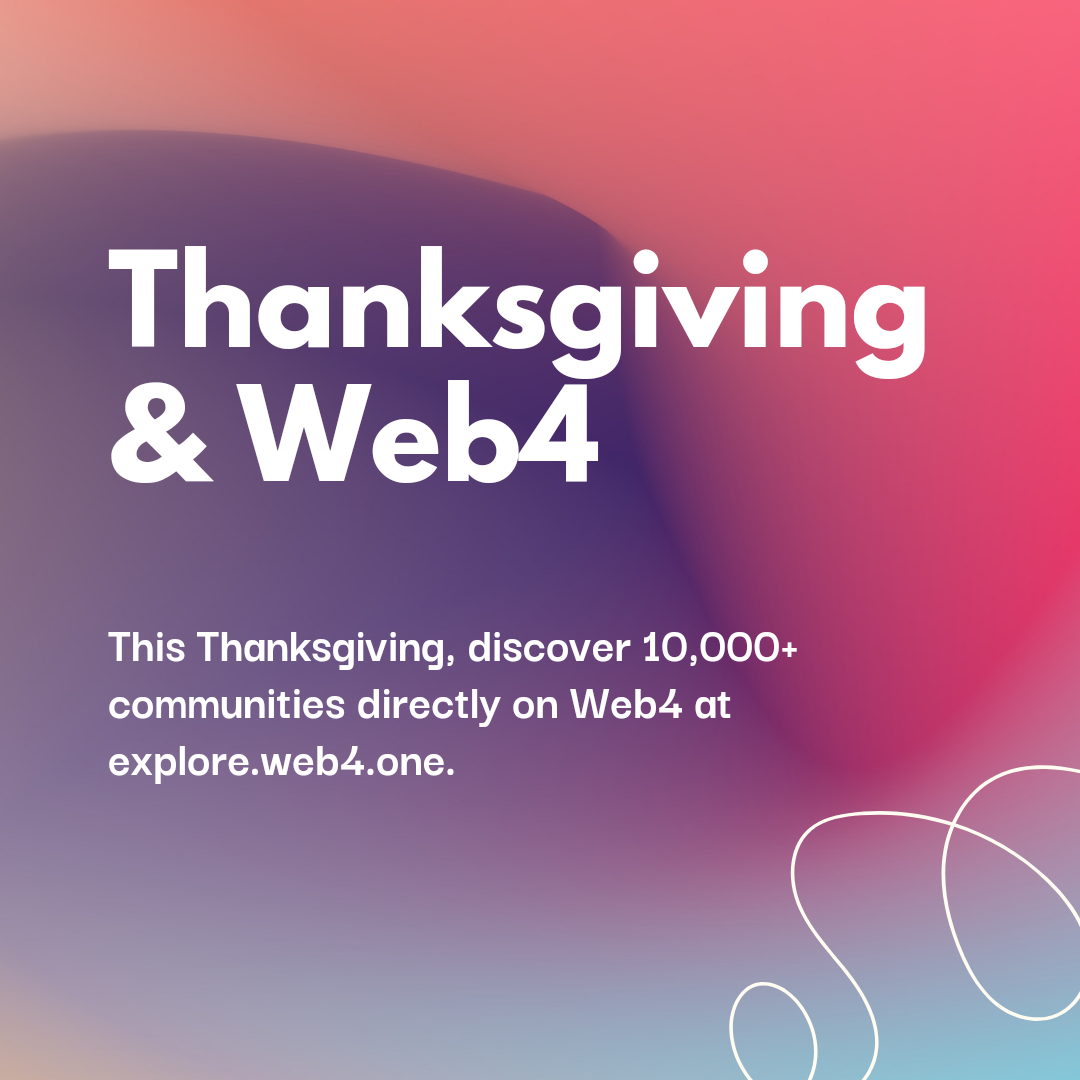 Thanksgiving
& Web4
This Thanksgiving, discover 10,000+
communities directly on Web4 at
explore.web4.one.